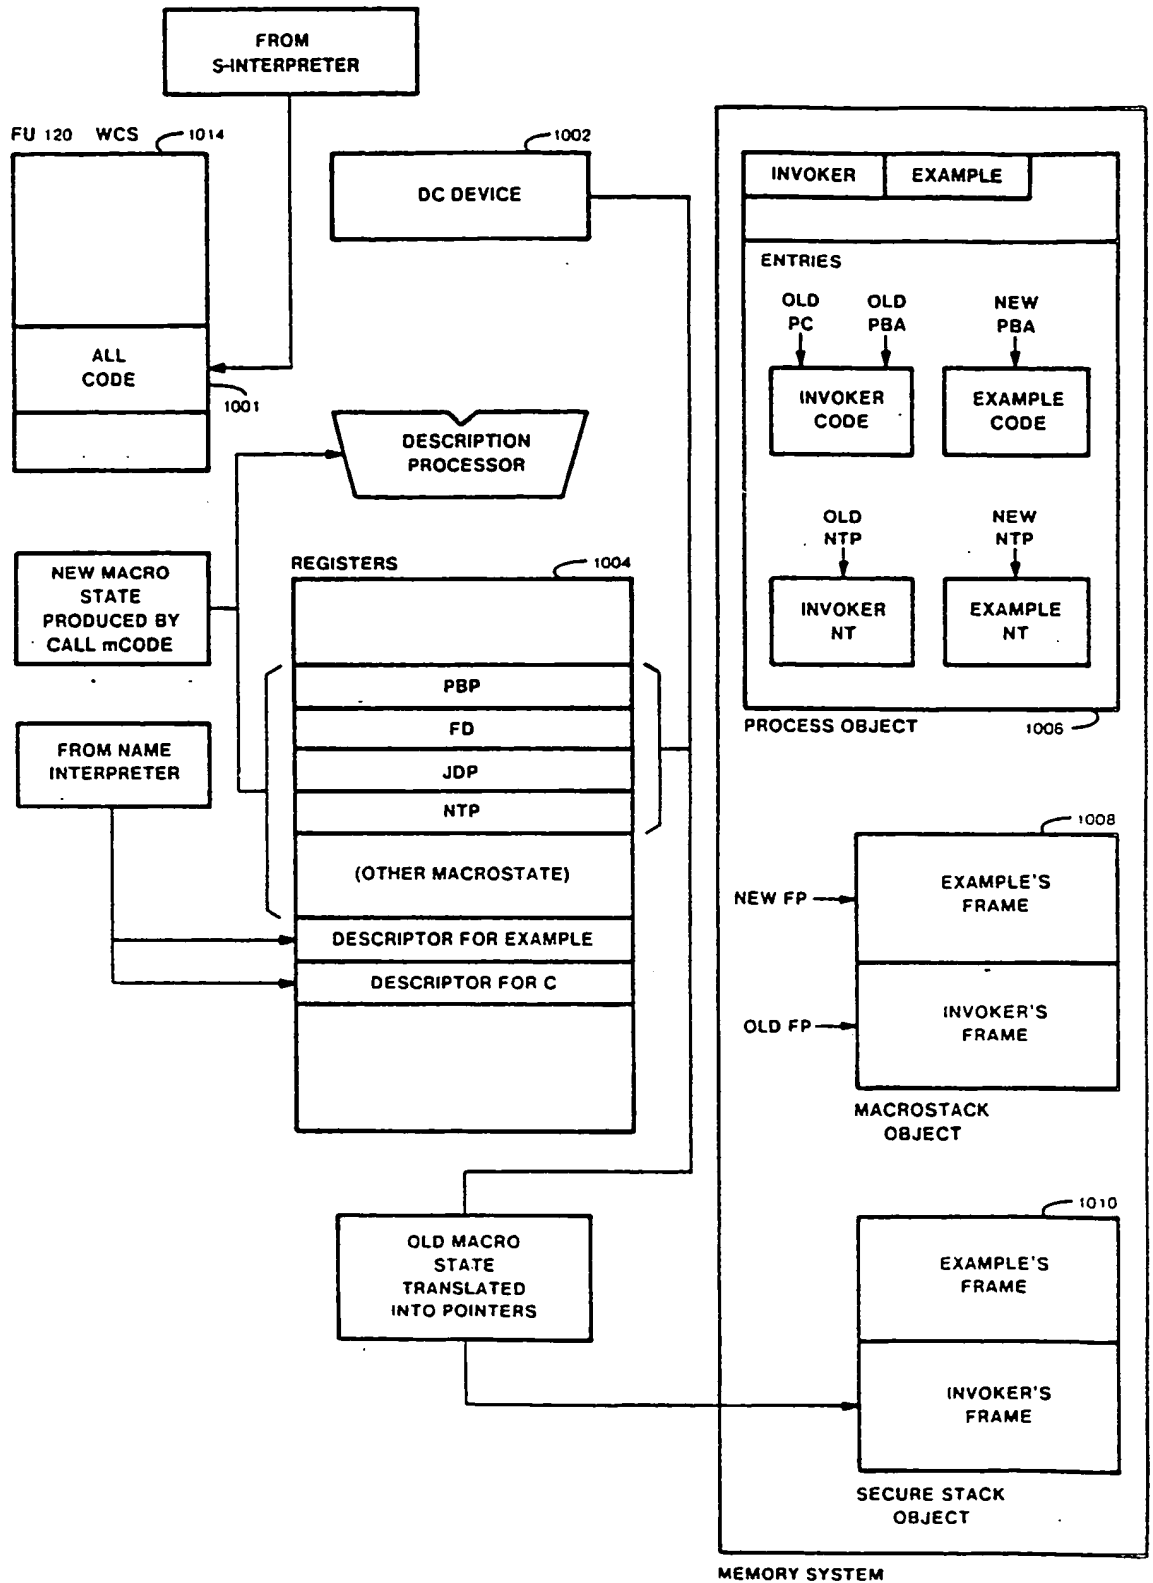 FROM
S-INTERPRETER
FU 120 WCS
1014
ALL
CODE
1001
1002
DC DEVICE
DESCRIPTION
PROCESSOR
NEW MACRO
STATE
PRODUCED BY
CALL mCODE
FROM NAME
INTERPRETER
REGISTERS
1004
PBP
FD
JDP
NTP
(OTHER MACROSTATE)
DESCRIPTOR FOR EXAMPLE
DESCRIPTOR FOR C
OLD MACRO
STATE
TRANSLATED
INTO POINTERS
INVOKER
EXAMPLE
ENTRIES
OLD
PC
OLD
PBA
NEW
PBA
INVOKER
CODE
EXAMPLE
CODE
OLD
NTP
NEW
NTP
INVOKER
NT
EXAMPLE
NT
PROCESS OBJECT
1006
1008
NEW FP
EXAMPLE'S
FRAME
OLD FP
INVOKER'S
FRAME
MACROSTACK
OBJECT
1010
EXAMPLE'S
FRAME
INVOKER'S
FRAME
SECURE STACK
OBJECT
MEMORY SYSTEM